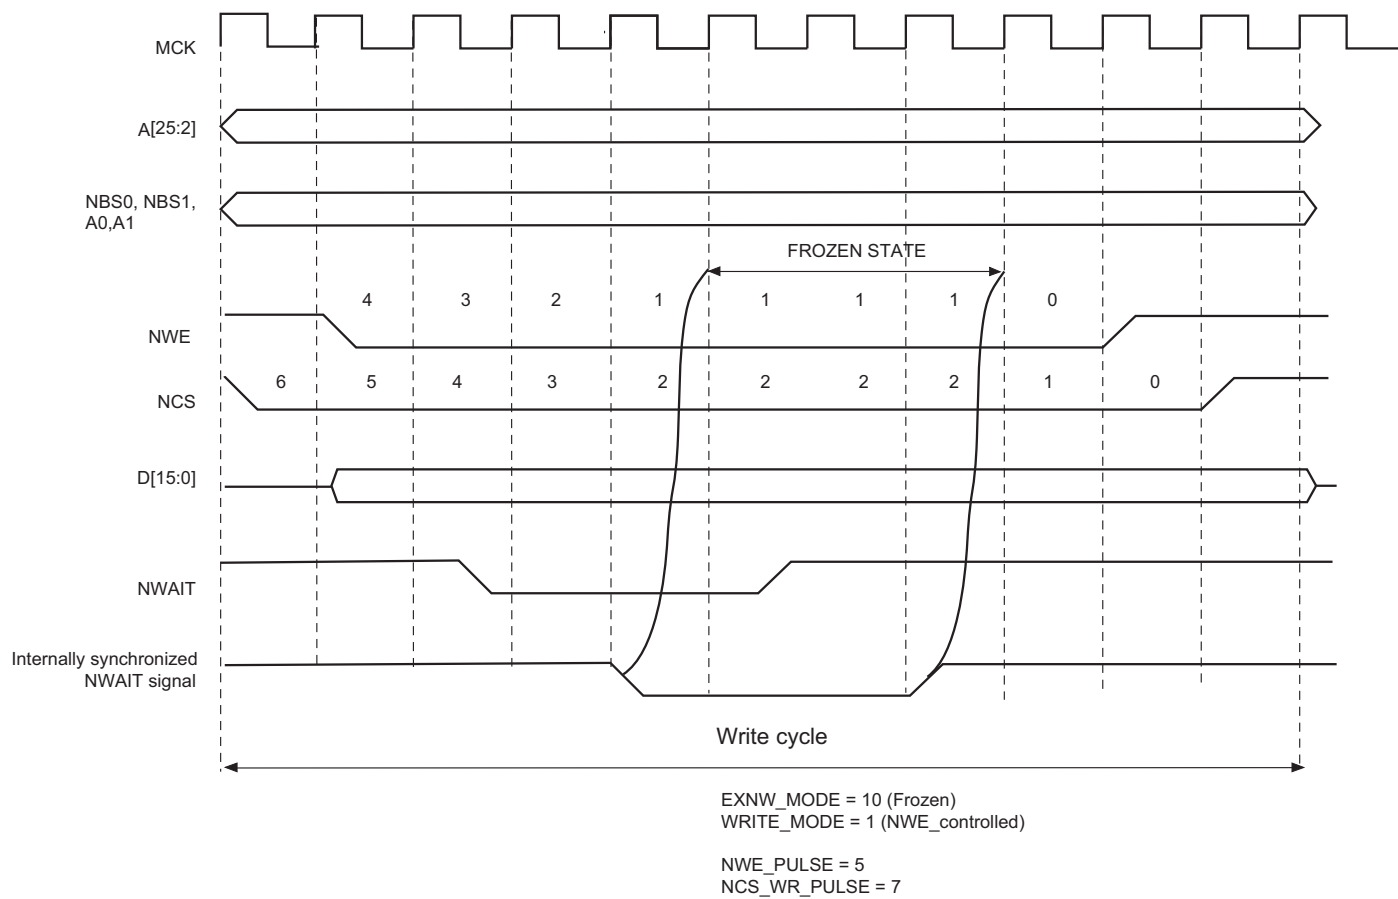 MCK
A[25:2]
NBS0, NBS1,
A0,A1
FROZEN STATE
4 3 2 1 1 1 1 0
NWE
6 5 4 3 2 2 2 2 1 0
NCS
D[15:0]
NWAIT
Internally synchronized
NWAIT signal
Write cycle
EXNW_MODE = 10 (Frozen)
WRITE_MODE = 1 (NWE_controlled)
NWE_PULSE = 5
NCS_WR_PULSE = 7